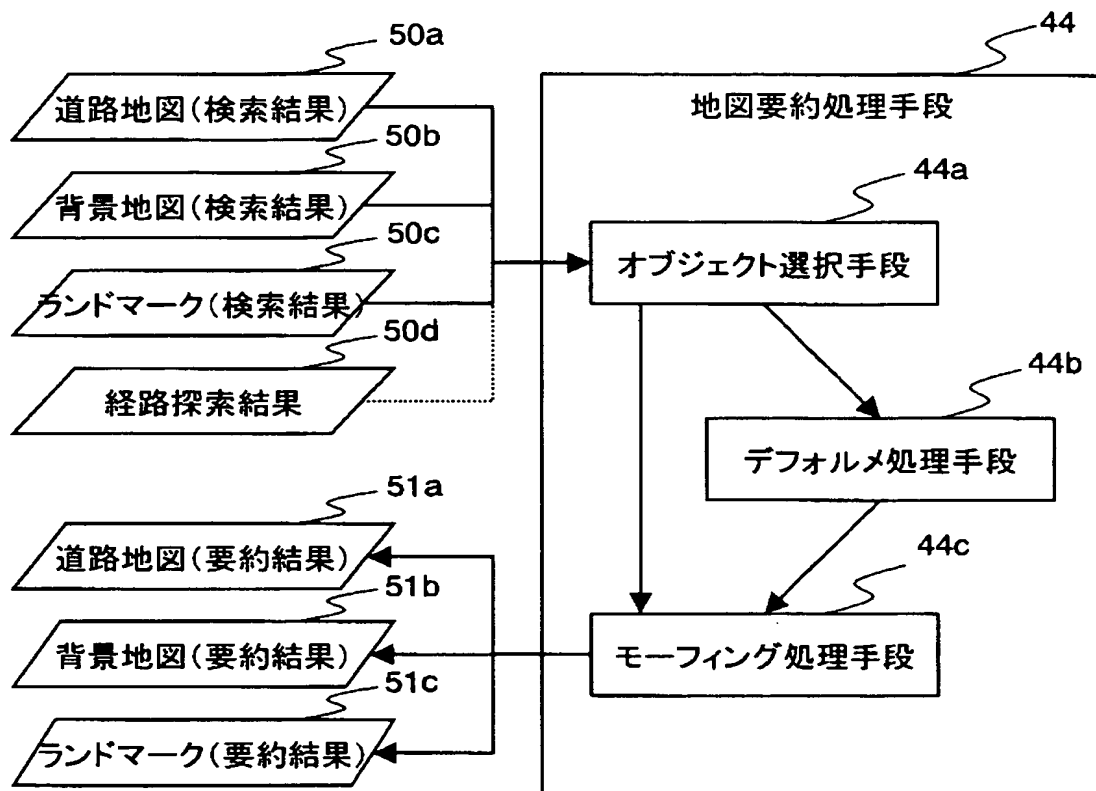 50a
道路地図(検索結果)
50b
背景地図(検索結果)
50c
ランドマーク(検索結果)
50d
経路探索結果
44
地図要約処理手段
44a
オブジェクト選択手段
44b
デフォルメ処理手段
44c
モーフィング処理手段
51a
道路地図(要約結果)
51b
背景地図(要約結果)
51c
ランドマーク(要約結果)